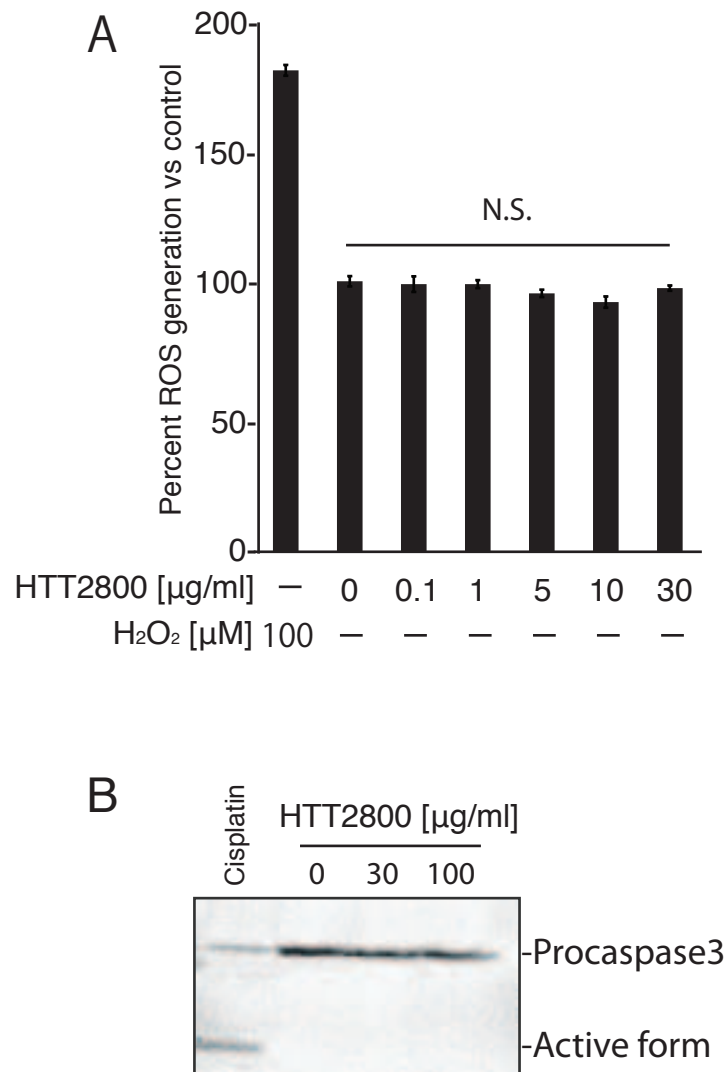 A
Percent ROS generation vs control
200-
150-
100-
50-
0-
N.S.
HTT2800 [µg/ml] – 0 0.1 1 5 10 30
H₂O₂ [µM] 100 – – – – – –
B
Cisplatin
HTT2800 [µg/ml]
0 30 100
-Procaspase3
-Active form